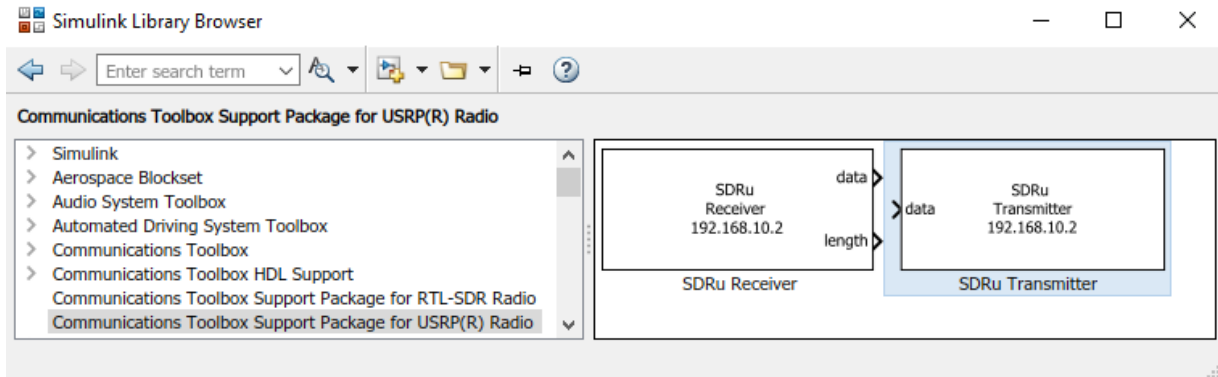 Simulink Library Browser
Enter search term
Communications Toolbox Support Package for USRP(R) Radio
Simulink
Aerospace Blockset
Audio System Toolbox
Automated Driving System Toolbox
Communications Toolbox
Communications Toolbox HDL Support
Communications Toolbox Support Package for RTL-SDR Radio
Communications Toolbox Support Package for USRP(R) Radio
SDRu
Receiver
192.168.10.2
data
length
SDRu Receiver
data
SDRu
Transmitter
192.168.10.2
SDRu Transmitter